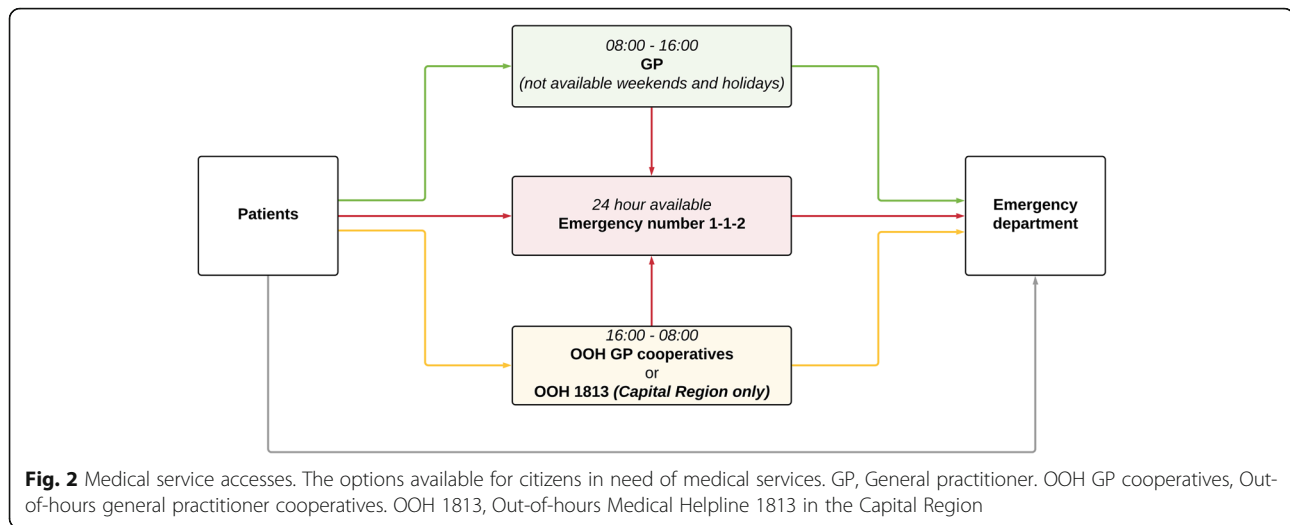 08:00 - 16:00
GP
(not available weekends and holidays)
Patients
24 hour available
Emergency number 1-1-2
Emergency
department
16:00 - 08:00
OOH GP cooperatives
or
OOH 1813 (Capital Region only)
Fig. 2 Medical service accesses. The options available for citizens in need of medical services. GP, General practitioner. OOH GP cooperatives, Out-
of-hours general practitioner cooperatives. OOH 1813, Out-of-hours Medical Helpline 1813 in the Capital Region